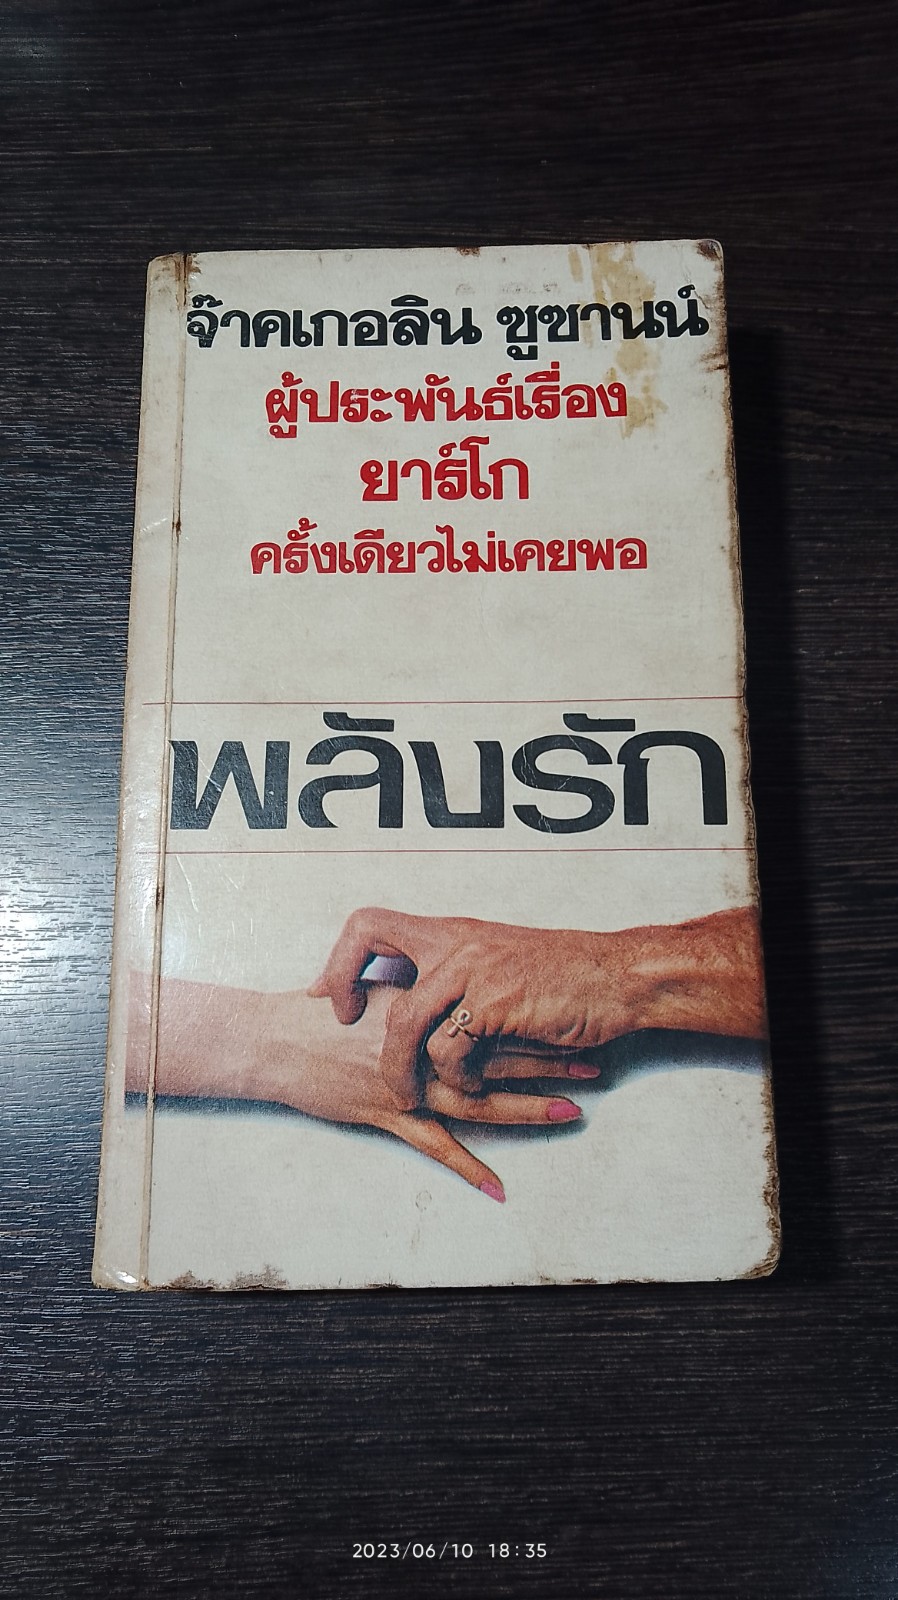 จ๊าคเกอลิน ซูซานน์
ผู้ประพันธ์เรื่อง
ยาร์โก
ครั้งเดียวไม่เคยพอ
พลังรัก
2023/06/10 18:35